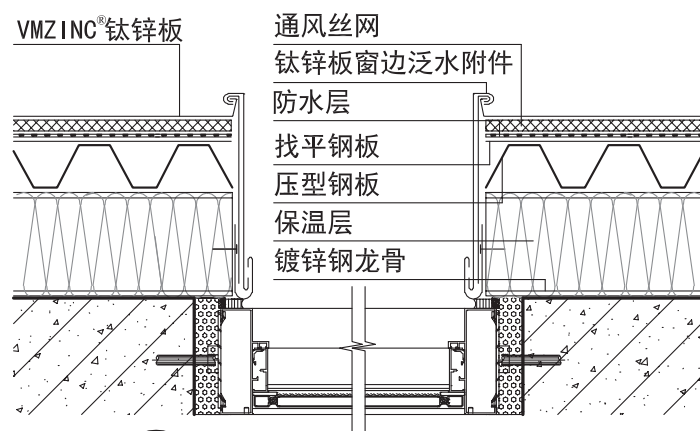 VMZINC®钛锌板
通风丝网
钛锌板窗边泛水附件
防水层
找平钢板
压型钢板
保温层
镀锌钢龙骨